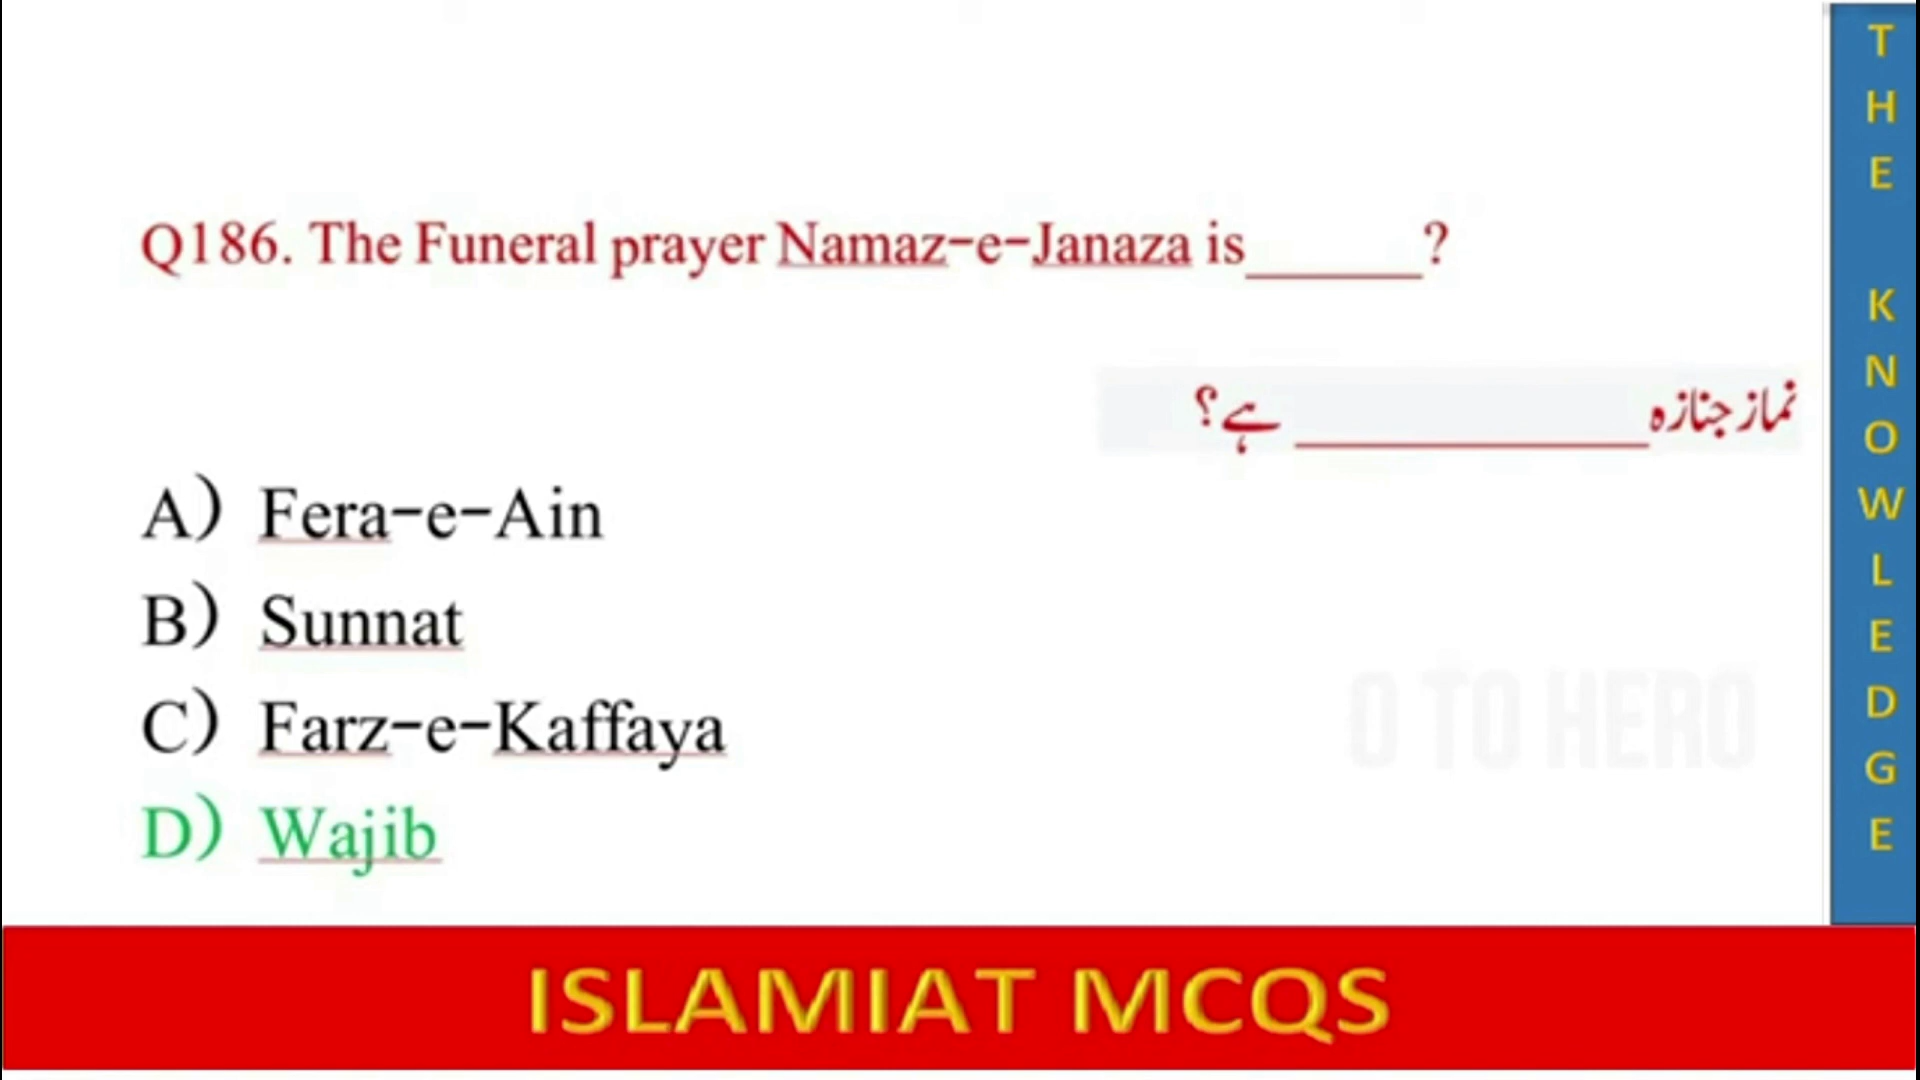 Q186. The Funeral prayer Namaz-e-Janaza is______?
نماز جنازہ ____________ ہے؟
A) Fera-e-Ain
B) Sunnat
C) Farz-e-Kaffaya
D) Wajib
0 TO HERO
THE KNOWLEDGE
ISLAMIAT MCQS